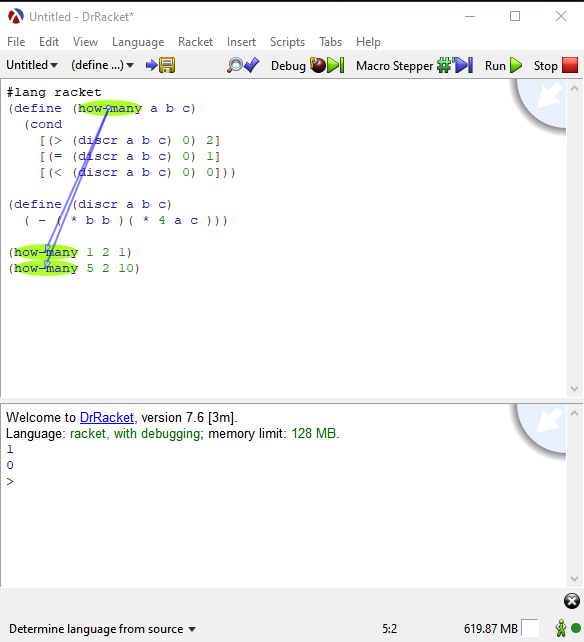 Untitled - DrRacket*
File Edit View Language Racket Insert Scripts Tabs Help
Untitled (define ...) Debug Macro Stepper Run Stop
#lang racket
(define (how-many a b c)
(cond
[(> (discr a b c) 0) 2]
[(= (discr a b c) 0) 1]
[(< (discr a b c) 0) 0]))
(define (discr a b c)
( - ( * b b )( * 4 a c )))
(how-many 1 2 1)
(how-many 5 2 10)
Welcome to DrRacket, version 7.6 [3m].
Language: racket, with debugging; memory limit: 128 MB.
1
0
>
Determine language from source 5:2 619.87 MB